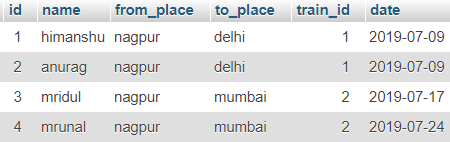 id name from_place to_place train_id date
1 himanshu nagpur delhi 1 2019-07-09
2 anurag nagpur delhi 1 2019-07-09
3 mridul nagpur mumbai 2 2019-07-17
4 mrunal nagpur mumbai 2 2019-07-24